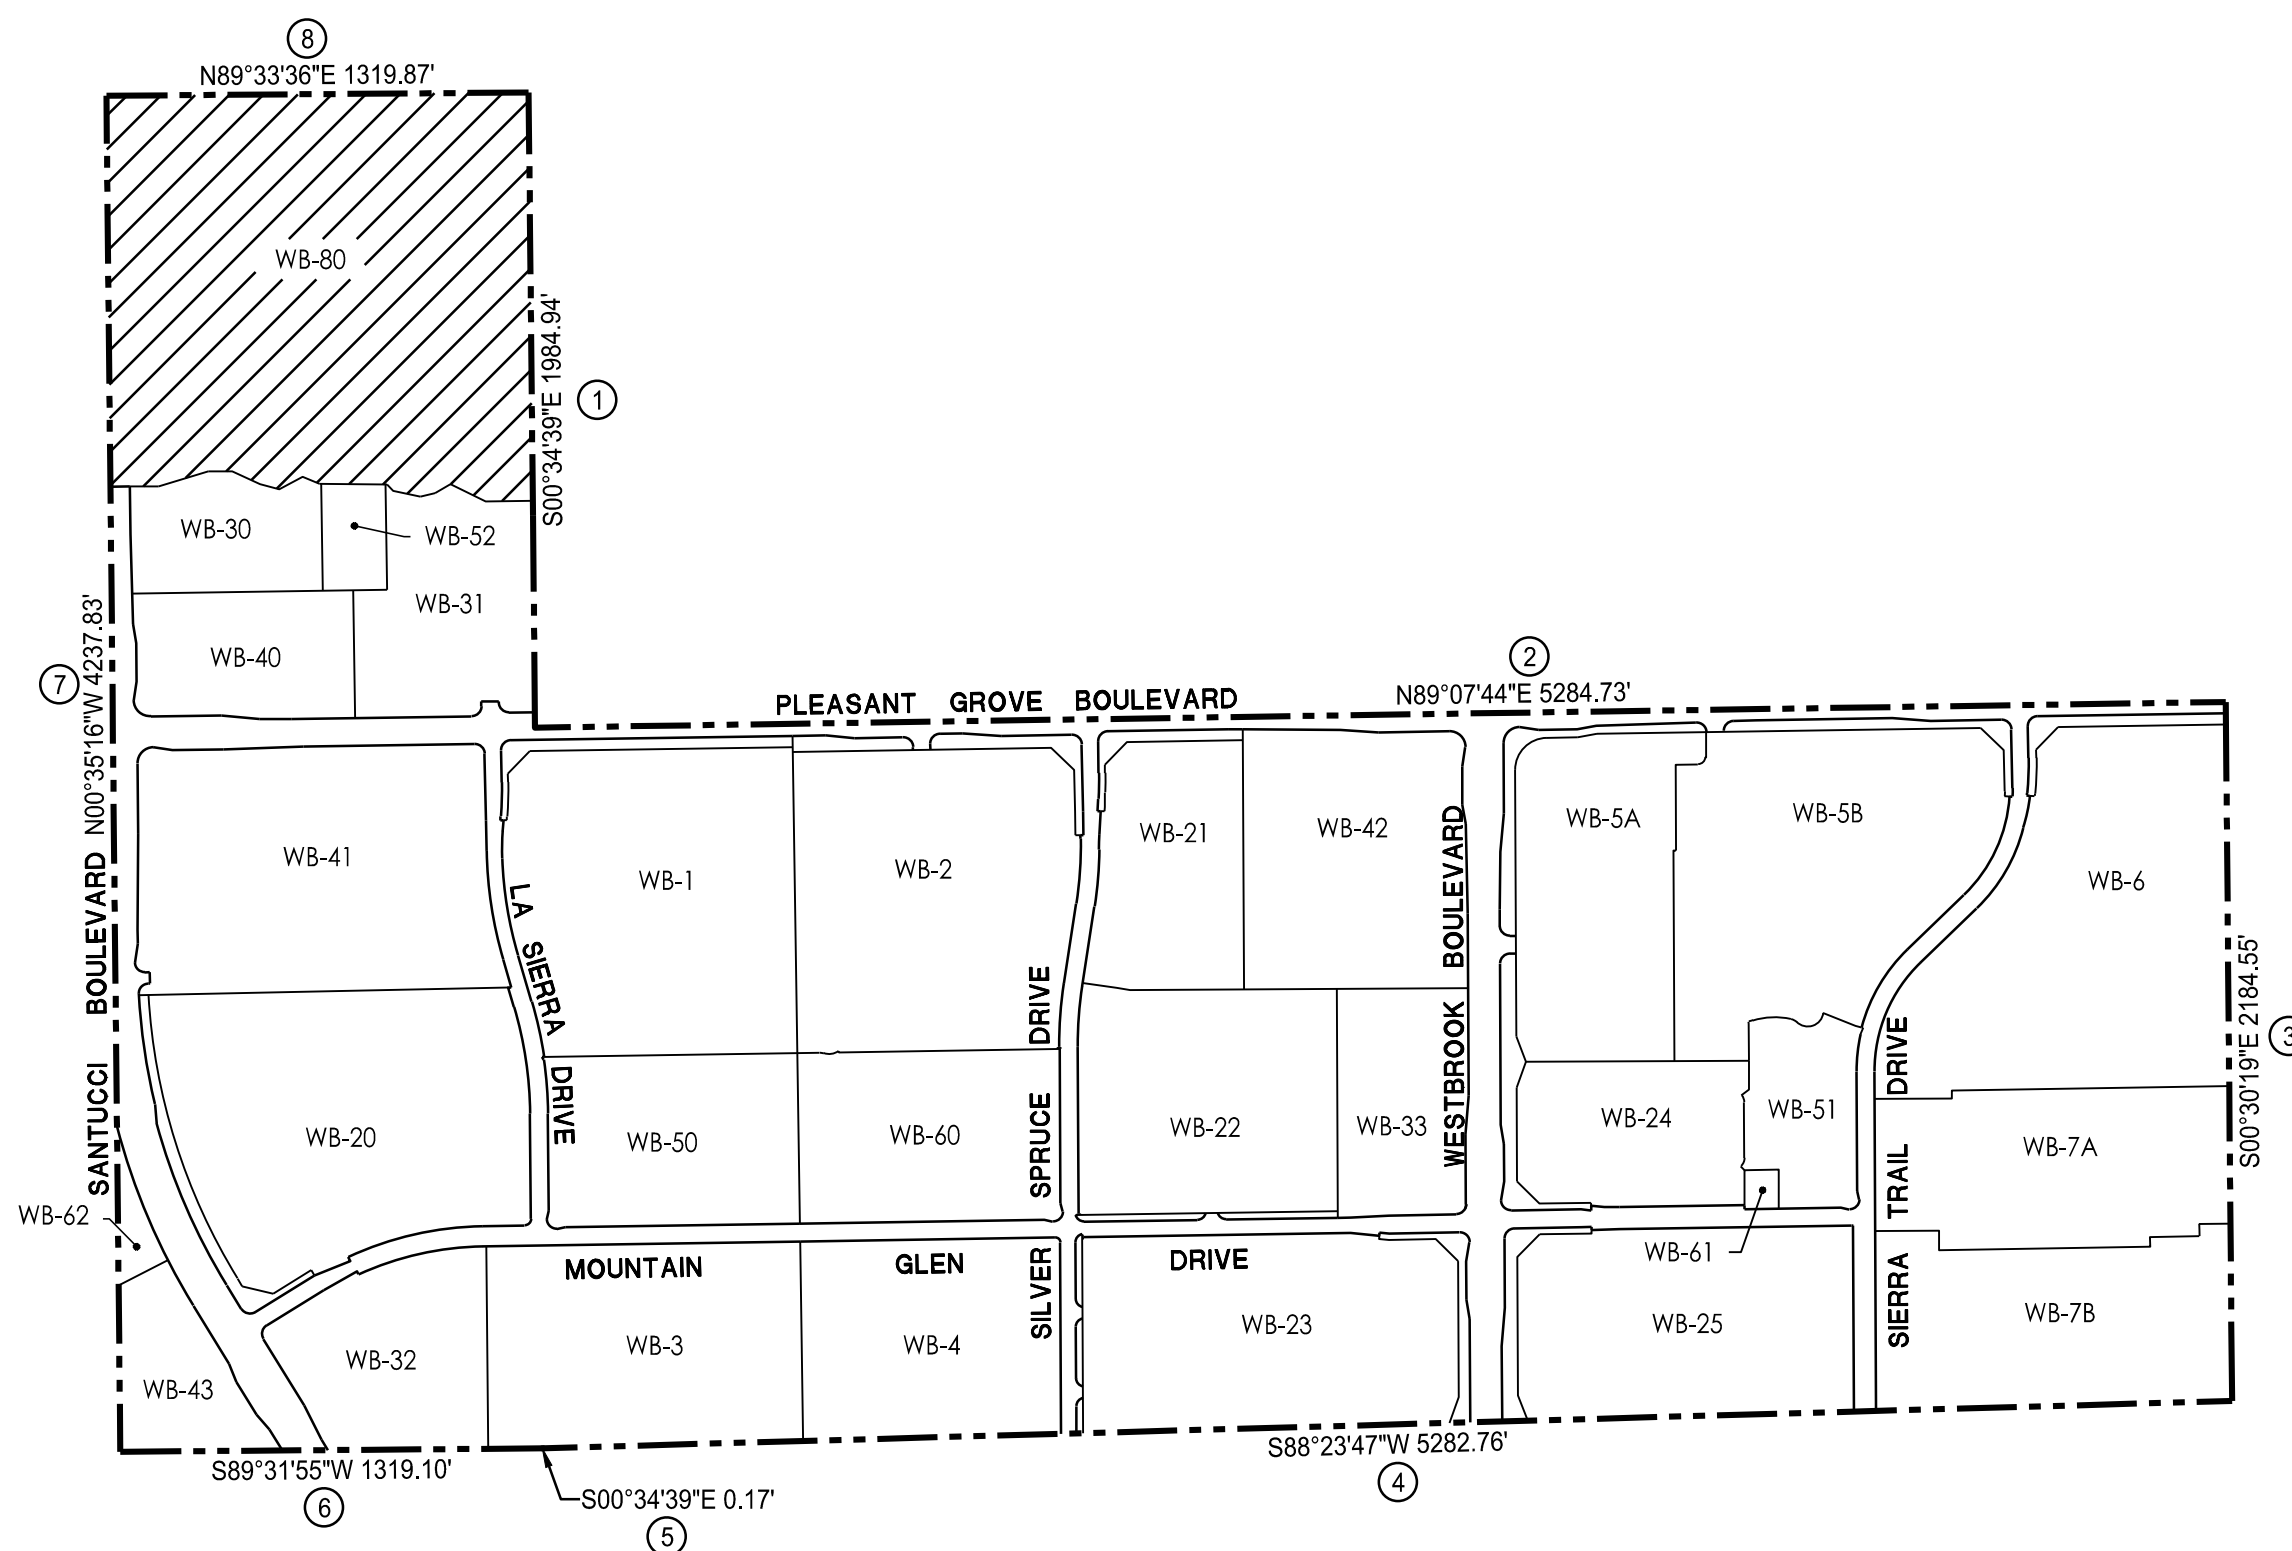 8
N89°33'36"E 1319.87'
WB-80
S00°34'39"E 1984.94'
1
WB-30
WB-52
WB-31
WB-40
7
N00°35'16"W 4237.83'
SANTUCCI BOULEVARD
2
N89°07'44"E 5284.73'
PLEASANT GROVE BOULEVARD
WB-41
WB-1
WB-2
WB-21
WB-42
WB-5A
WB-5B
WB-6
LA SIERRA DRIVE
SILVER SPRUCE DRIVE
WESTBROOK BOULEVARD
SIERRA TRAIL DRIVE
S00°30'19"E 2184.55'
3
WB-20
WB-50
WB-60
WB-22
WB-33
WB-24
WB-51
WB-7A
WB-62
WB-61
MOUNTAIN GLEN DRIVE
WB-43
WB-32
WB-3
WB-4
WB-23
WB-25
WB-7B
S89°31'55"W 1319.10'
6
S00°34'39"E 0.17'
5
S88°23'47"W 5282.76'
4